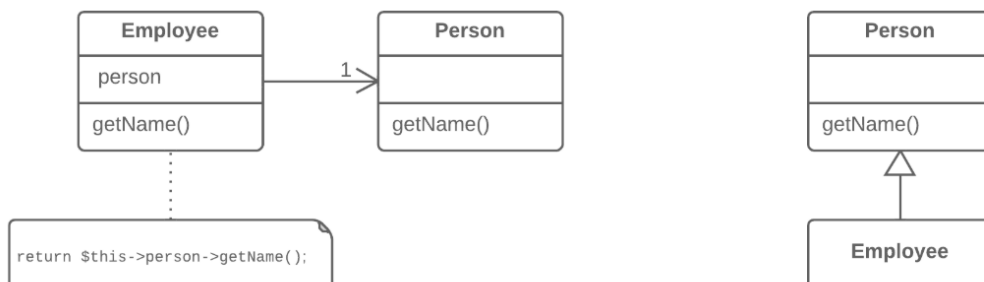 Employee
person
getName()
1
Person
getName()
return $this->person->getName();
Person
getName()
Employee